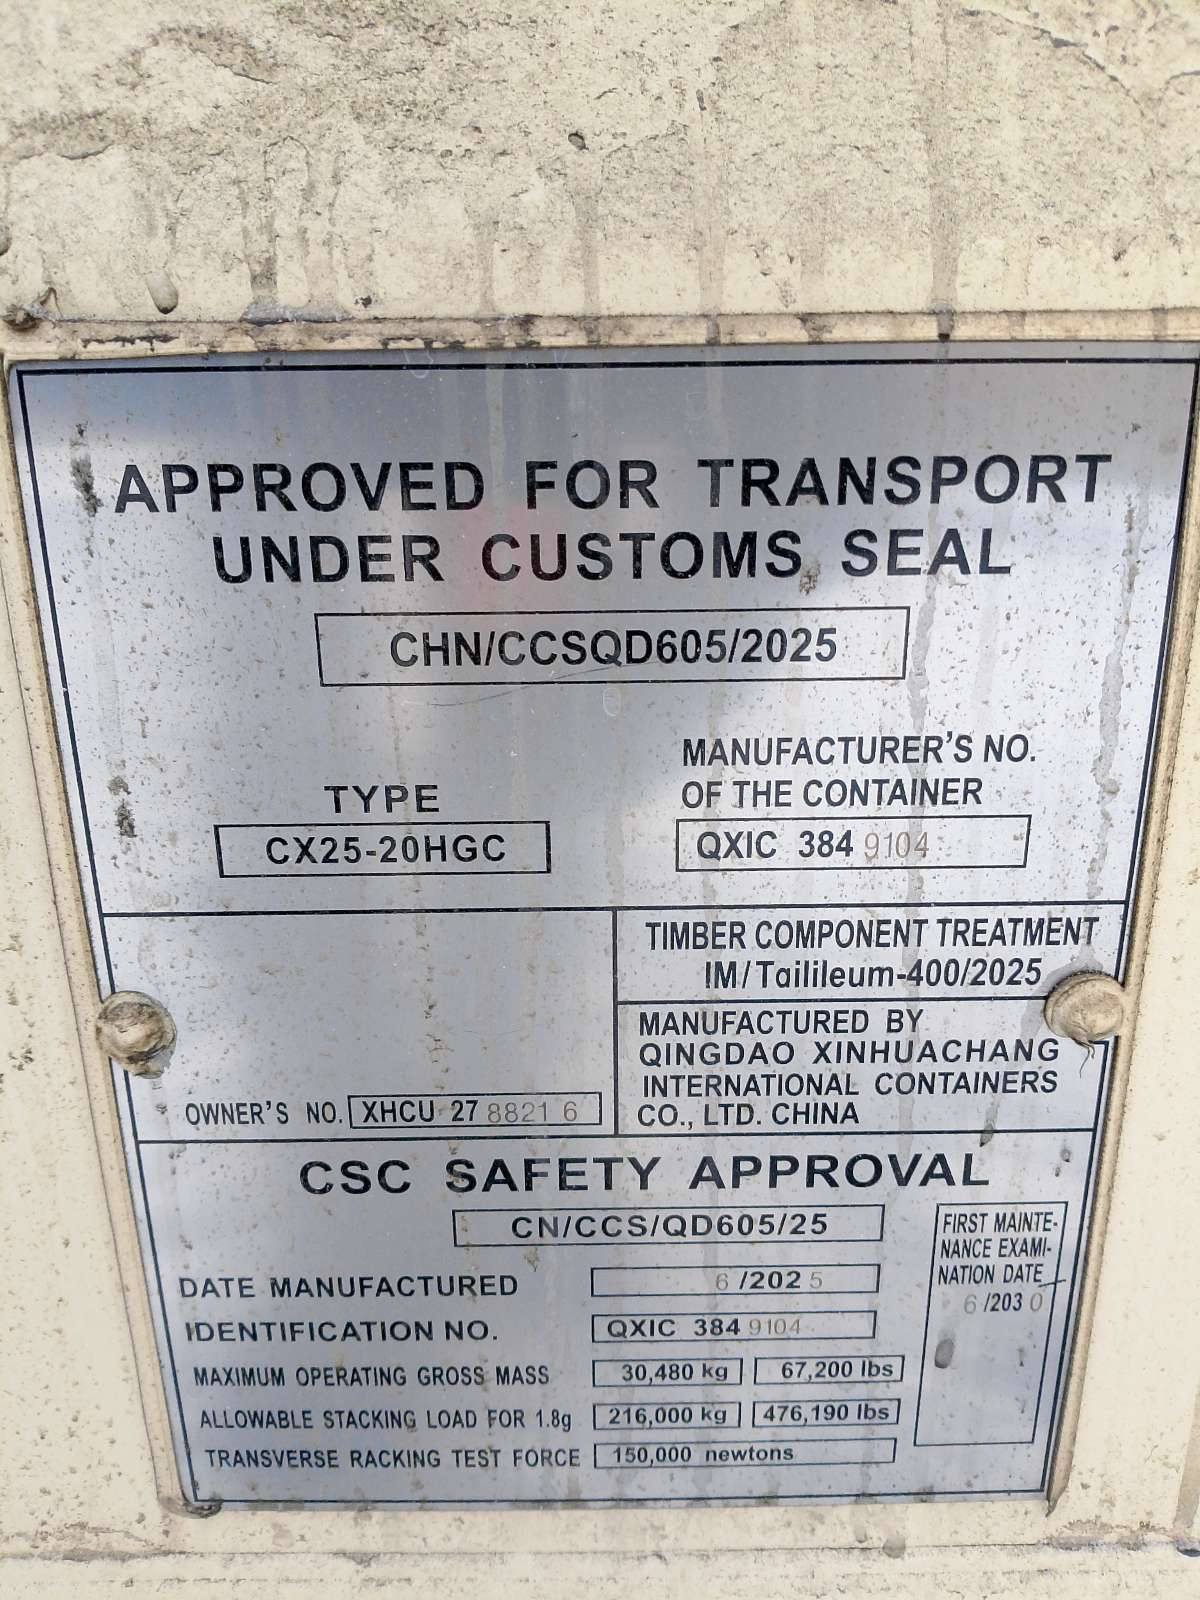 APPROVED FOR TRANSPORT
UNDER CUSTOMS SEAL
CHN/CCSQD605/2025
TYPE
CX25-20HGC
MANUFACTURER'S NO.
OF THE CONTAINER
QXIC 384 9104
TIMBER COMPONENT TREATMENT
IM/Tailileum-400/2025
MANUFACTURED BY
QINGDAO XINHUACHANG
INTERNATIONAL CONTAINERS
CO., LTD. CHINA
OWNER'S NO. XHCU 27 8821 6
CSC SAFETY APPROVAL
CN/CCS/QD605/25
DATE MANUFACTURED 6 /202 5
IDENTIFICATION NO. QXIC 384 9104
MAXIMUM OPERATING GROSS MASS 30,480 kg 67,200 lbs
ALLOWABLE STACKING LOAD FOR 1.8g 216,000 kg 476,190 lbs
TRANSVERSE RACKING TEST FORCE 150,000 newtons
FIRST MAINTE-
NANCE EXAMI-
NATION DATE
6 /203 0